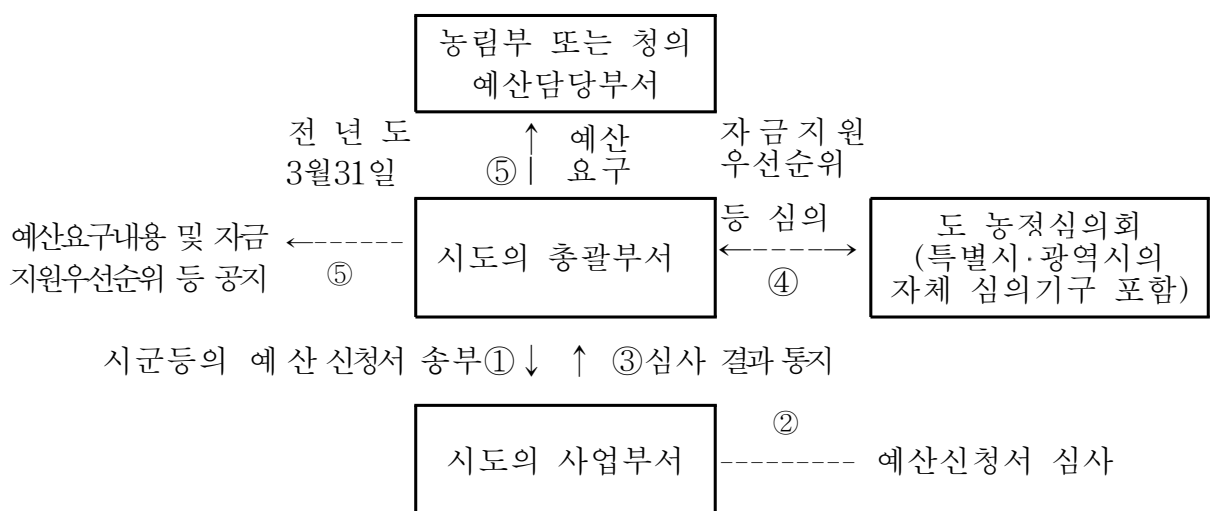 농림부 또는 청의
예산담당부서
전 년 도 ↑ 예산 자금지원
3월31일 ⑤│ 요구 우선순위
등 심의
예산요구내용 및 자금 ←------ 시도의 총괄부서 ←----→ 도 농정심의회
지원우선순위 등 공지 ⑤ ④ (특별시·광역시의
자체 심의기구 포함)
시군등의 예 산 신청서 송부①↓ ↑ ③심사 결과 통지
②
시도의 사업부서 --------- 예산신청서 심사